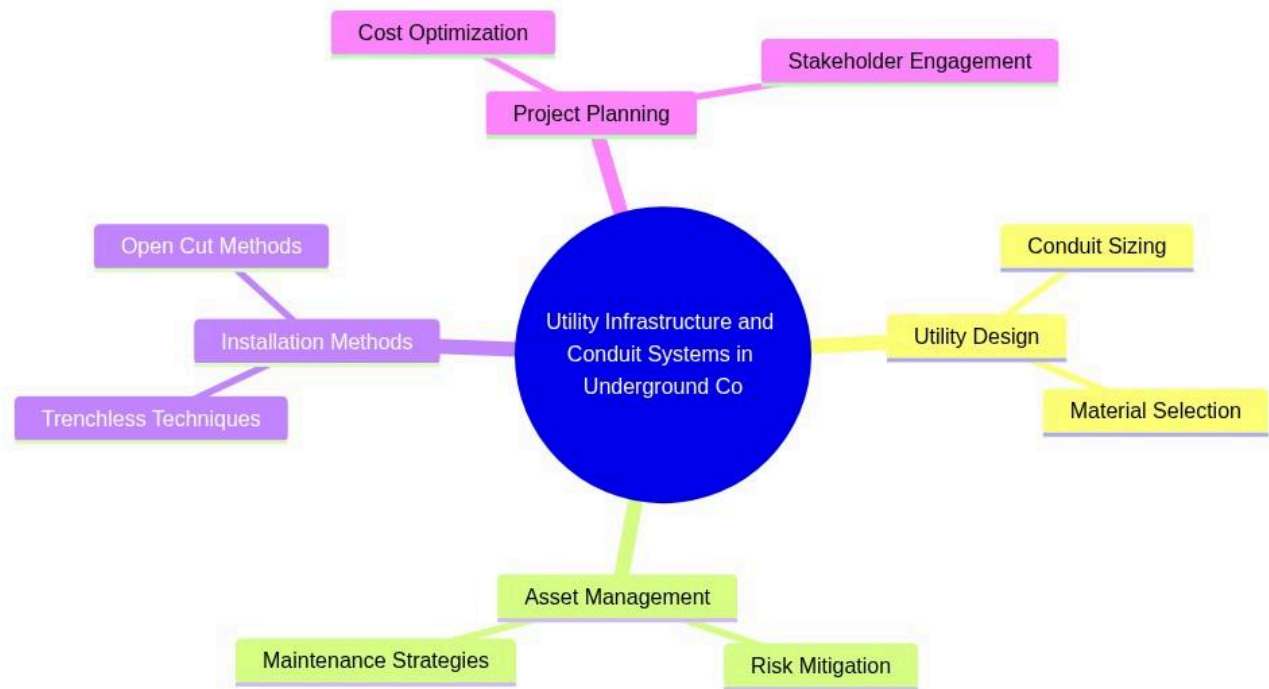 Cost Optimization
Stakeholder Engagement
Project Planning
Open Cut Methods
Conduit Sizing
Installation Methods
Utility Infrastructure and
Conduit Systems in
Underground Co
Utility Design
Trenchless Techniques
Material Selection
Asset Management
Maintenance Strategies
Risk Mitigation